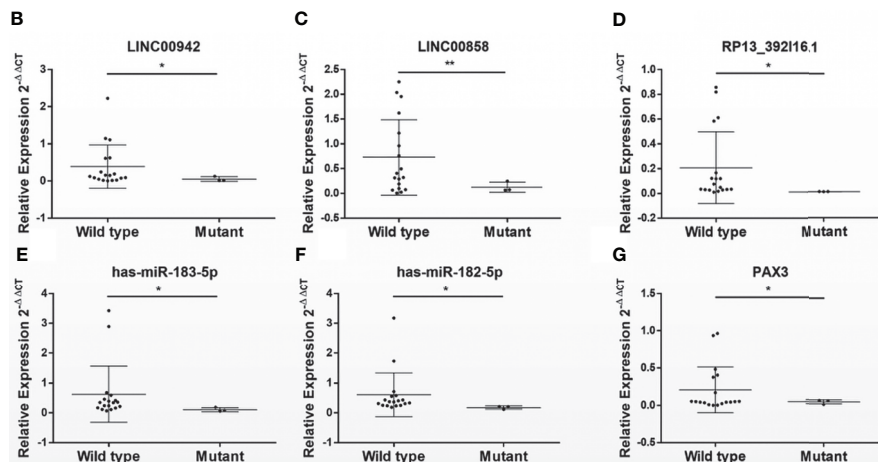 B
LINC00942
Relative Expression 2-ΔΔCT
*
3
2
1
0
-1
Wild type Mutant
C
LINC00858
Relative Expression 2-ΔΔCT
**
2.5
2.0
1.5
1.0
0.5
0.0
-0.5
Wild type Mutant
D
RP13_392I16.1
Relative Expression 2-ΔΔCT
*
1.0
0.8
0.6
0.4
0.2
0.0
0.2
Wild type Mutant
E
has-miR-183-5p
Relative Expression 2-ΔΔCT
*
4
3
2
1
0
-1
Wild type Mutant
F
has-miR-182-5p
Relative Expression 2-ΔΔCT
*
4
3
2
1
0
-1
Wild type Mutant
G
PAX3
Relative Expression 2-ΔΔCT
*
1.5
1.0
0.5
0.0
-0.5
Wild type Mutant